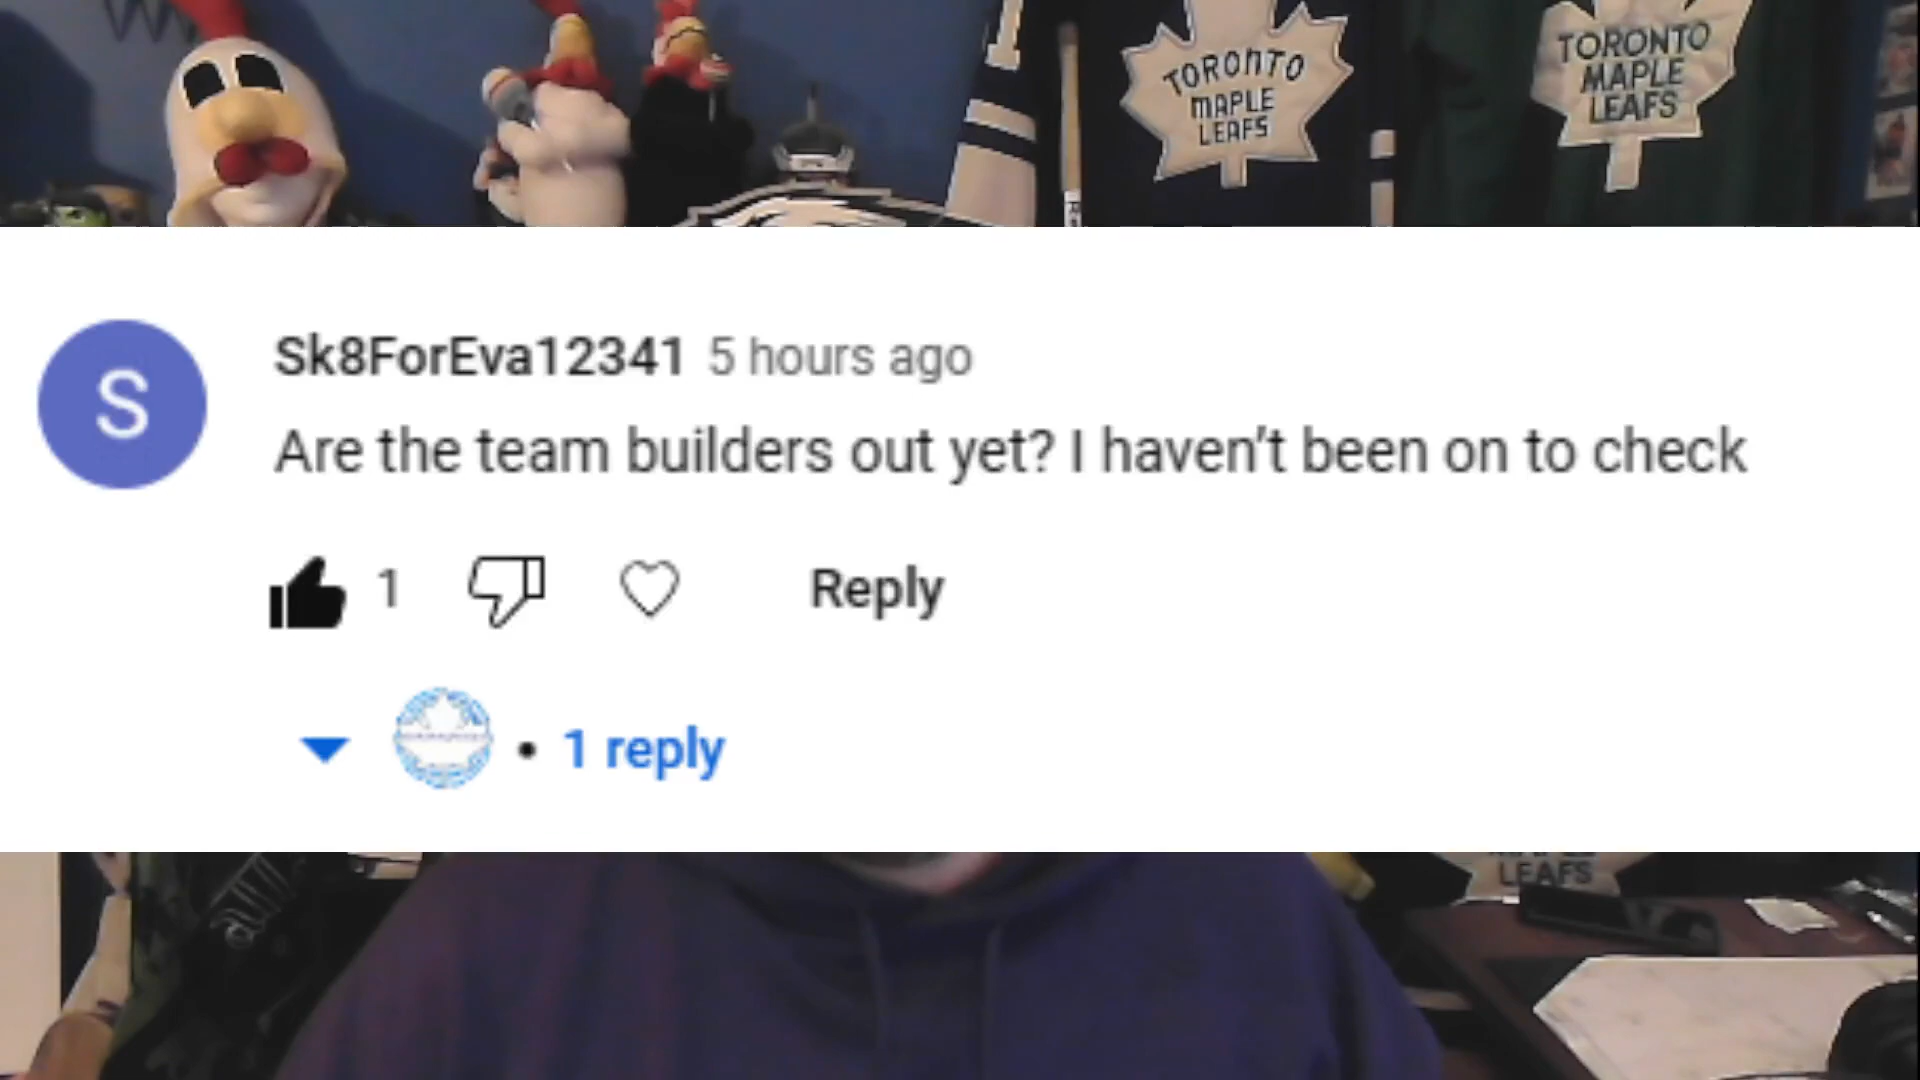 TORONTO
MAPLE
LEAFS
TORONTO
MAPLE
LEAFS
Sk8ForEva12341 5 hours ago
S
Are the team builders out yet? I haven't been on to check
1
Reply
• 1 reply
LEAFS